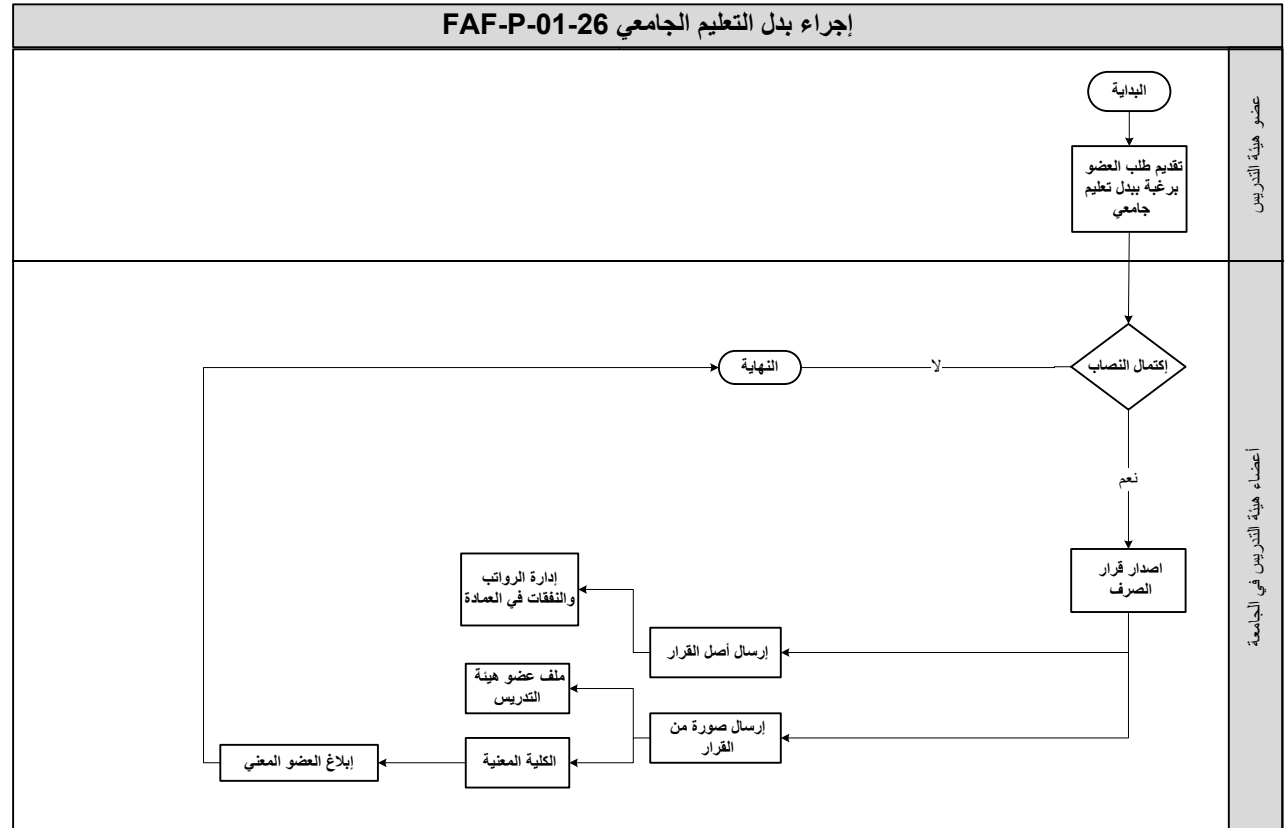 إجراء بدل التعليم الجامعي FAF-P-01-26
عضو هيئة التدريس
البداية
تقديم طلب العضو
برغبة ببدل تعليم
جامعي
أعضاء هيئة التدريس في الجامعة
إكتمال النصاب
لا
النهاية
نعم
اصدار قرار
الصرف
إرسال أصل القرار
إدارة الرواتب
والنفقات في العمادة
إرسال صورة من
القرار
ملف عضو هيئة
التدريس
الكلية المعنية
إبلاغ العضو المعني